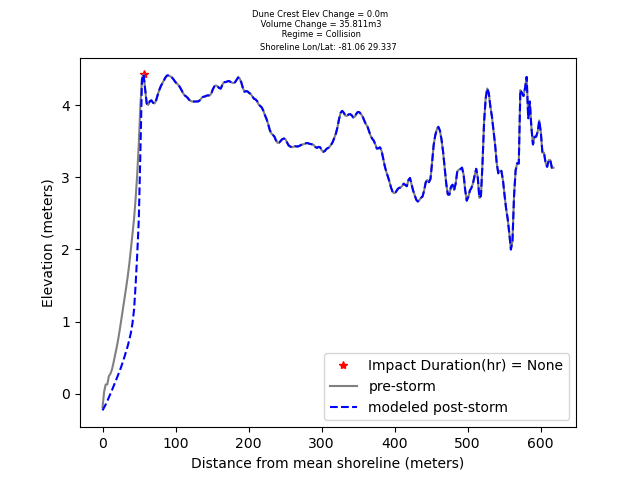 Dune Crest Elev Change = 0.0m
Volume Change = 35.811m3
Regime = Collision
Shoreline Lon/Lat: -81.06 29.337
Elevation (meters)
4
3
2
1
0
Impact Duration(hr) = None
pre-storm
modeled post-storm
0 100 200 300 400 500 600
Distance from mean shoreline (meters)